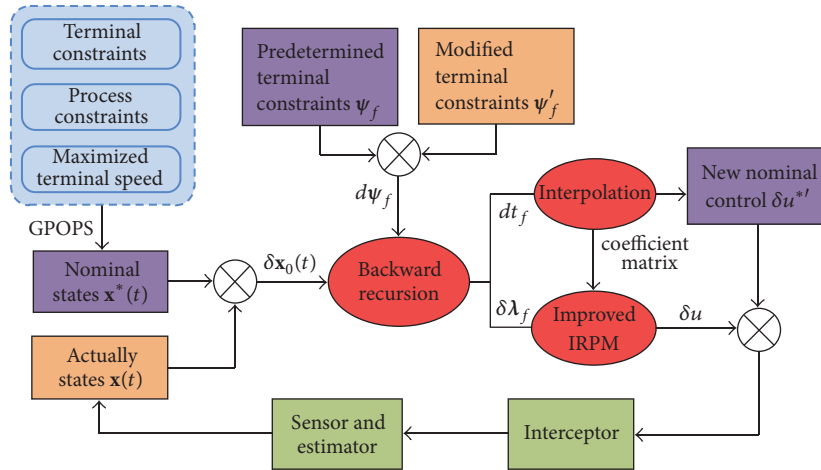 Terminal
constraints
Process
constraints
Maximized
terminal speed
GPOPS
Nominal
states x*(t)
Actually
states x(t)
δx₀(t)
Predetermined
terminal
constraints ψ_f
Modified
terminal
constraints ψ′_f
dψ_f
Backward
recursion
dt_f
δλ_f
Interpolation
coefficient
matrix
Improved
IRPM
New nominal
control δu*′
δu
Sensor and
estimator
Interceptor